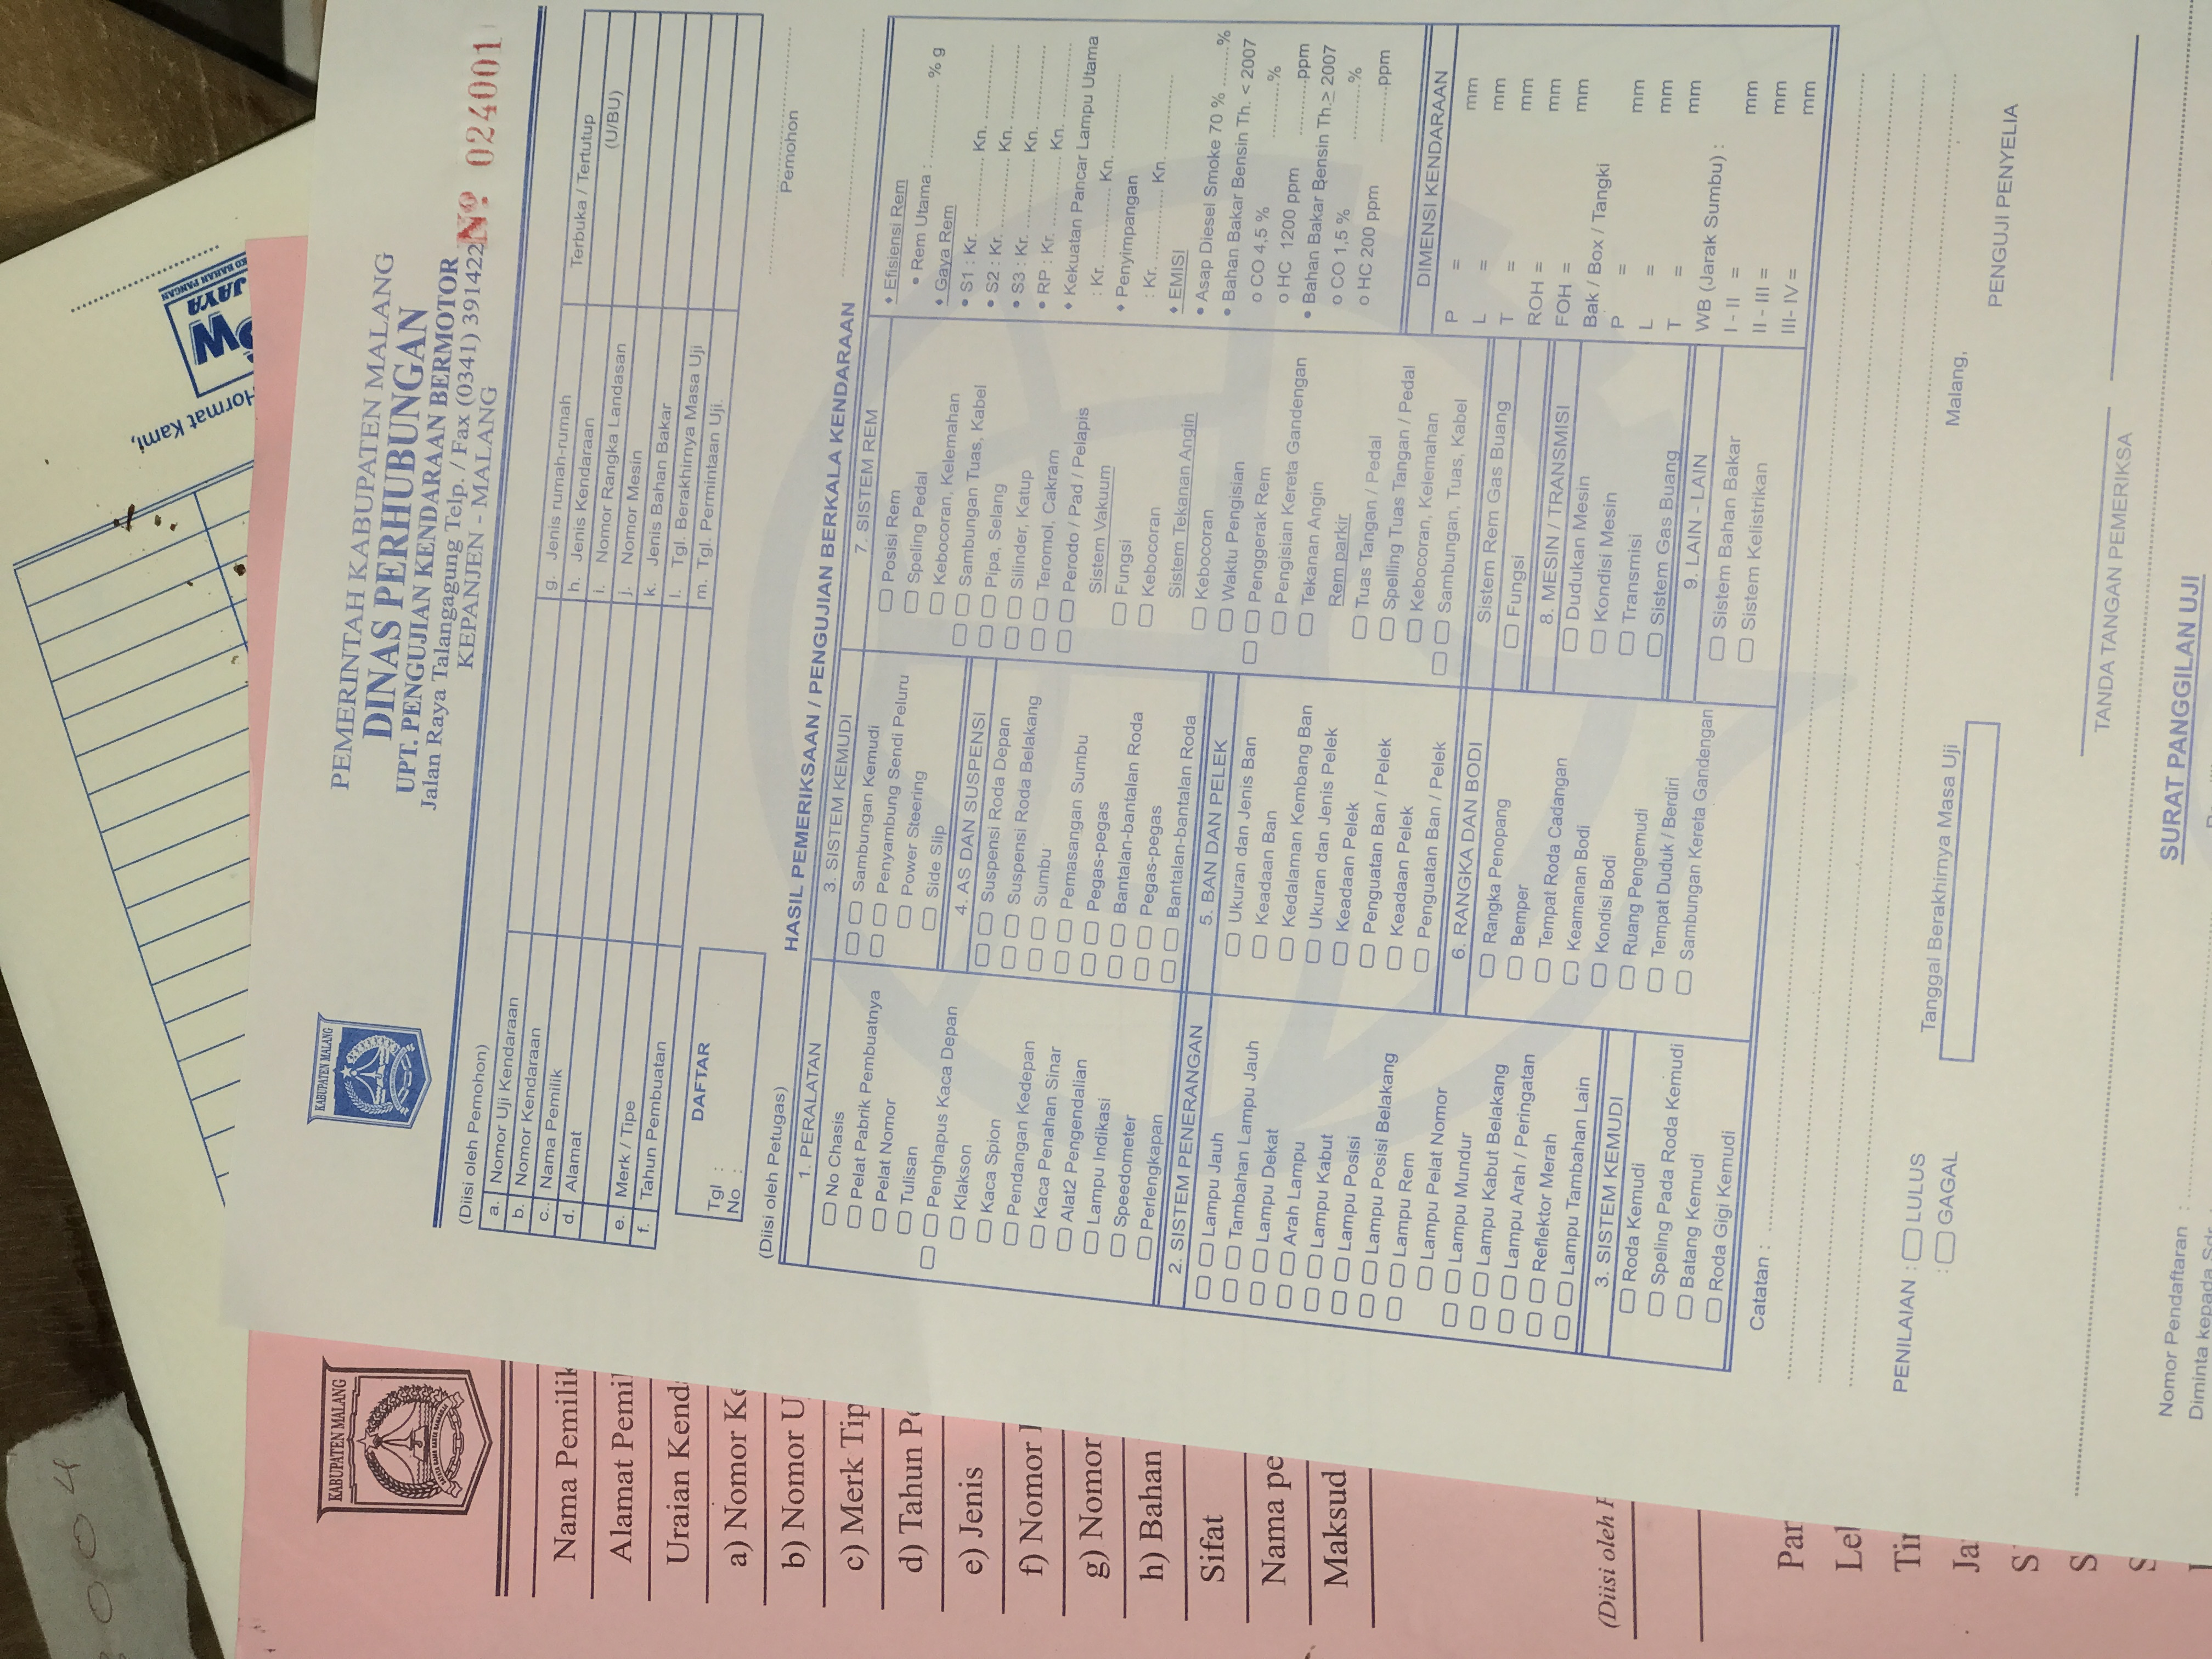 3004
Hormat Kami,
JAYA
KABUPATEN MALANG
Nama Pemilik
Alamat
Uraian
a) Nomor
b) Nomor
c) Merk
d) Tahun
e) Jenis
f) Nomor
g) Nomor
h) Bahan
Sifat
Nama
Maksud
(Diisi oleh
KABUPATEN MALANG
PEMERINTAH KABUPATEN MALANG
DINAS PERHUBUNGAN
UPT. PENGUJIAN KENDARAAN BERMOTOR
Jalan Raya Talangagung Telp. / Fax (0341) 391422
KEPANJEN - MALANG
Nº 024001
(Diisi oleh Pemohon)
a. Nomor Uji Kendaraan
b. Nomor Kendaraan
c.. Nama Pemilik
d. Alamat
e. Merk / Tipe
f. Tahun Pembuatan
g. Jenis rumah-rumah Terbuka / Tertutup
h. Jenis Kendaraan (U/BU)
i. Nomor Rangka Landasan
j. Nomor Mesin
k. Jenis Bahan Bakar
l. Tgl. Berakhirnya Masa Uji
m. Tgl. Permintaan Uji.
DAFTAR
Tgl :
No :
Pemohon
(Diisi oleh Petugas)
HASIL PEMERIKSAAN / PENGUJIAN BERKALA KENDARAAN
1. PERALATAN
No Chasis
Pelat Pabrik Pembuatnya
Pelat Nomor
Tulisan
Penghapus Kaca Depan
Klakson
Kaca Spion
Pendangan Kedepan
Kaca Penahan Sinar
Alat2 Pengendalian
Lampu Indikasi
Speedometer
Perlengkapan
2. SISTEM PENERANGAN
Lampu Jauh
Tambahan Lampu Jauh
Lampu Dekat
Arah Lampu
Lampu Kabut
Lampu Posisi
Lampu Posisi Belakang
Lampu Rem
Lampu Pelat Nomor
Lampu Mundur
Lampu Kabut Belakang
Lampu Arah / Peringatan
Reflektor Merah
Lampu Tambahan Lain
3. SISTEM KEMUDI
Roda Kemudi
Speling Pada Roda Kemudi
Batang Kemudi
Roda Gigi Kemudi
3. SISTEM KEMUDI
Sambungan Kemudi
Penyambung Sendi Peluru
Power Steering
Side Slip
4. AS DAN SUSPENSI
Suspensi Roda Depan
Suspensi Roda Belakang
Sumbu
Pemasangan Sumbu
Pegas-pegas
Bantalan-bantalan Roda
Pegas-pegas
Bantalan-bantalan Roda
5. BAN DAN PELEK
Ukuran dan Jenis Ban
Keadaan Ban
Kedalaman Kembang Ban
Ukuran dan Jenis Pelek
Keadaan Pelek
Penguatan Ban / Pelek
Keadaan Pelek
Penguatan Ban / Pelek
6. RANGKA DAN BODI
Rangka Penopang
Bemper
Tempat Roda Cadangan
Keamanan Bodi
Kondisi Bodi
Ruang Pengemudi
Tempat Duduk / Berdiri
Sambungan Kereta Gandengan
7. SISTEM REM
Posisi Rem
Speling Pedal
Kebocoran, Kelemahan
Sambungan Tuas, Kabel
Pipa, Selang
Silinder, Katup
Teromol, Cakram
Perodo / Pad / Pelapis
Sistem Vakuum
Fungsi
Kebocoran
Sistem Tekanan Angin
Kebocoran
Waktu Pengisian
Penggerak Rem
Pengisian Kereta Gandengan
Tekanan Angin
Rem parkir
Tuas Tangan / Pedal
Spelling Tuas Tangan / Pedal
Kebocoran, Kelemahan
Sambungan, Tuas, Kabel
Sistem Rem Gas Buang
Fungsi
8. MESIN / TRANSMISI
Dudukan Mesin
Kondisi Mesin
Transmisi
Sistem Gas Buang
9. LAIN - LAIN
Sistem Bahan Bakar
Sistem Kelistrikan
♦ Efisiensi Rem
• Rem Utama : ............ % g
♦ Gaya Rem
• S1 : Kr. ............ Kn. ............
• S2 : Kr. ............ Kn. ............
• S3 : Kr. ............ Kn. ............
• RP : Kr. ............ Kn. ............
♦ Kekuatan Pancar Lampu Utama
: Kr. ............ Kn. ............
♦ Penyimpangan
: Kr. ............ Kn. ............
♦ EMISI
• Asap Diesel Smoke 70 % ........%
• Bahan Bakar Bensin Th. < 2007
o CO 4,5 % ..........%
o HC 1200 ppm ..........ppm
• Bahan Bakar Bensin Th.≥ 2007
o CO 1,5 % ..........%
o HC 200 ppm ..........ppm
DIMENSI KENDARAAN
P = mm
L = mm
T = mm
ROH = mm
FOH = mm
Bak / Box / Tangki
P = mm
L = mm
T = mm
WB (Jarak Sumbu) :
I - II = mm
II - III = mm
III- IV = mm
Catatan :
PENILAIAN : LULUS
: GAGAL
Tanggal Berakhirnya Masa Uji
Malang,
PENGUJI PENYELIA
TANDA TANGAN PEMERIKSA
SURAT PANGGILAN UJI
Nomor Pendaftaran :
Diminta kepada Sdr